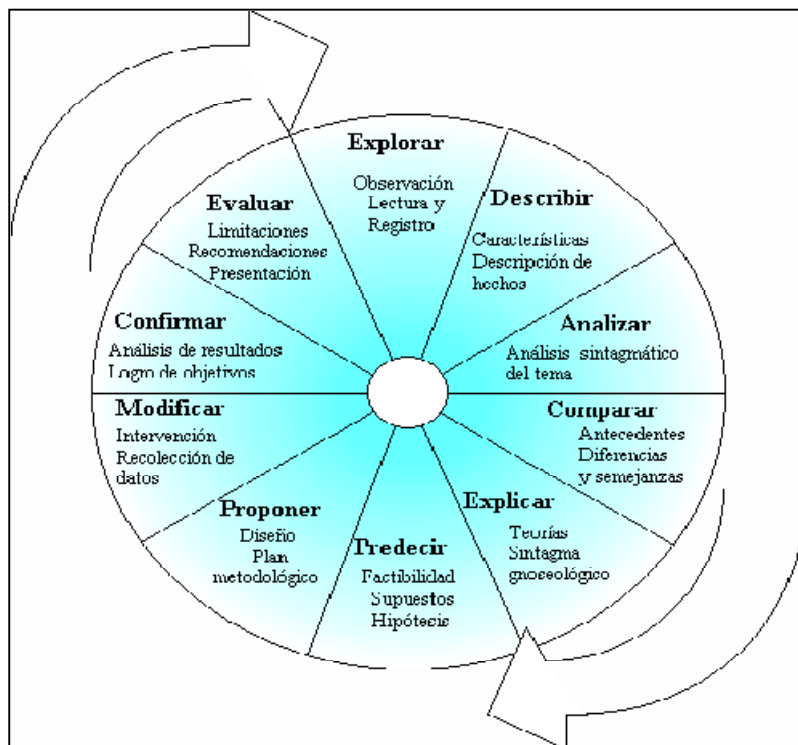 Explorar
Observación
Lectura y
Registro
Describir
Características
Descripción de
hechos
Analizar
Análisis sintagmático
del tema
Comparar
Antecedentes
Diferencias
y semejanzas
Explicar
Teorías
Sintagma
gnoseológico
Predecir
Factibilidad
Supuestos
Hipótesis
Proponer
Diseño
Plan
metodológico
Modificar
Intervención
Recolección de
datos
Confirmar
Análisis de resultados
Logro de objetivos
Evaluar
Limitaciones
Recomendaciones
Presentación